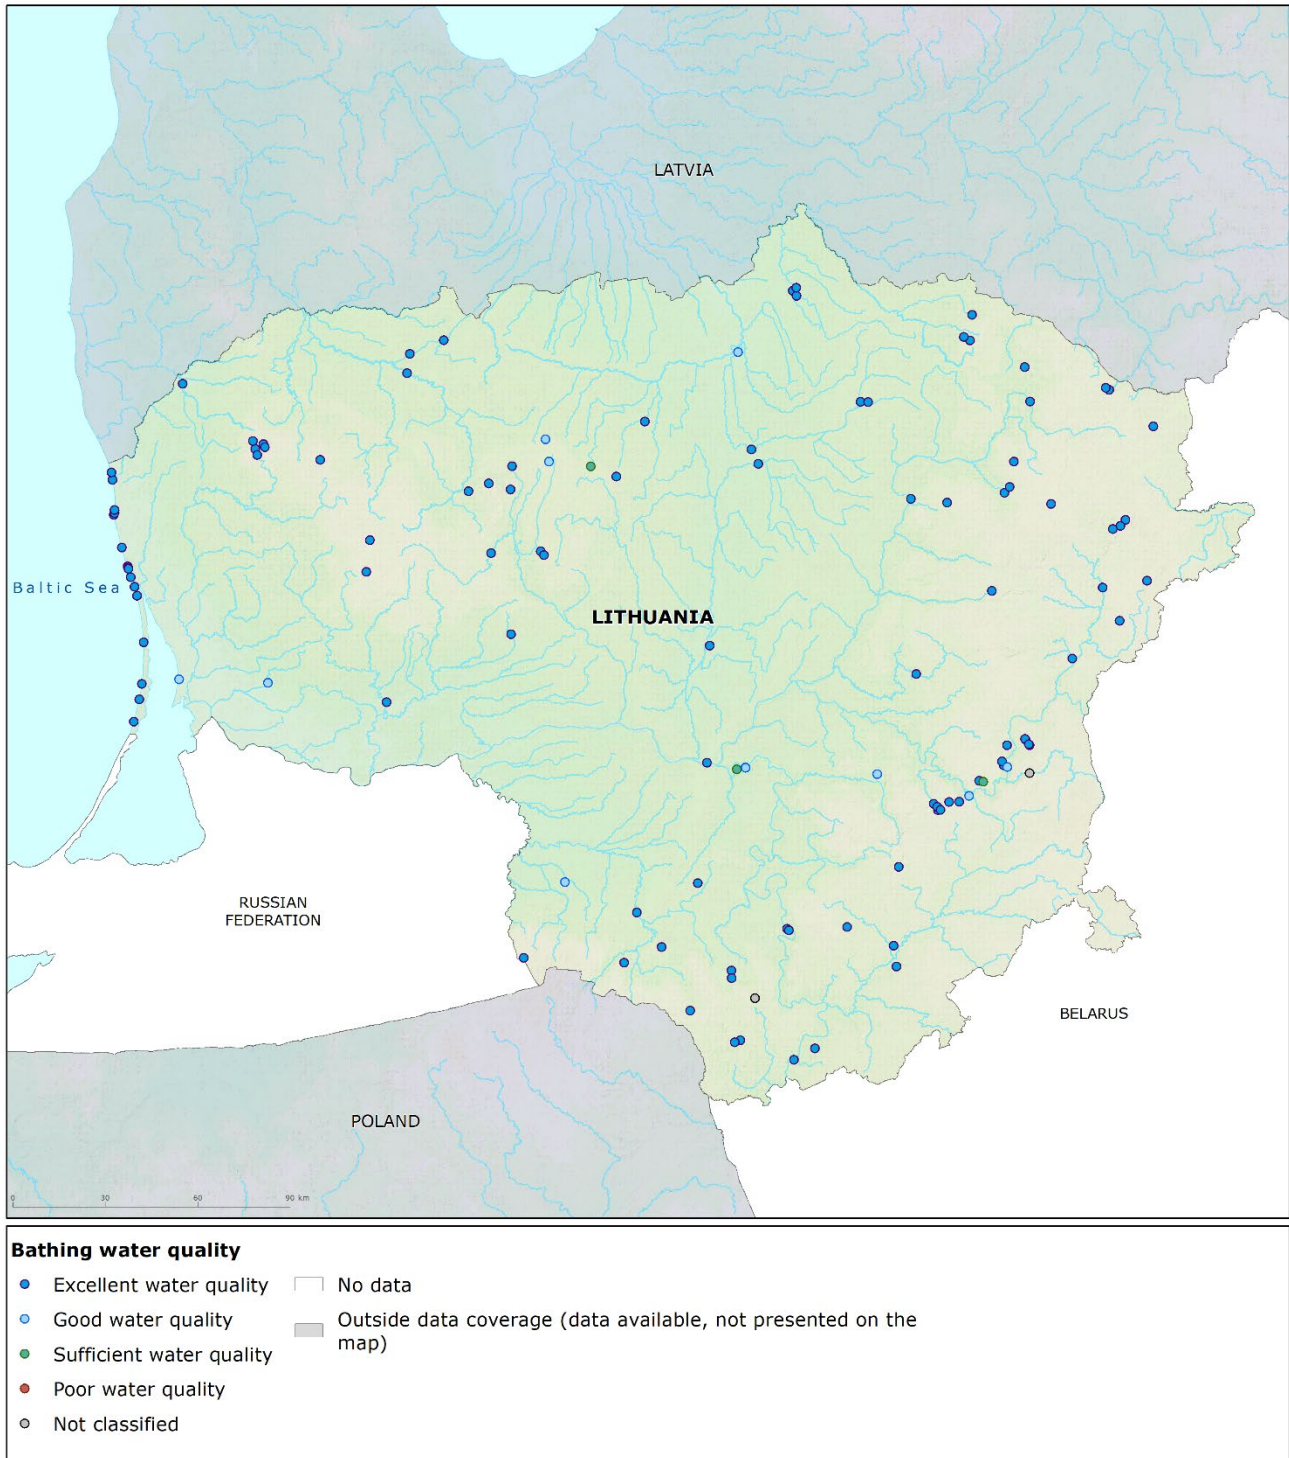 LATVIA
Baltic Sea
LITHUANIA
RUSSIAN
FEDERATION
BELARUS
POLAND
0 30 60 90 km
Bathing water quality
Excellent water quality
Good water quality
Sufficient water quality
Poor water quality
Not classified
No data
Outside data coverage (data available, not presented on the
map)